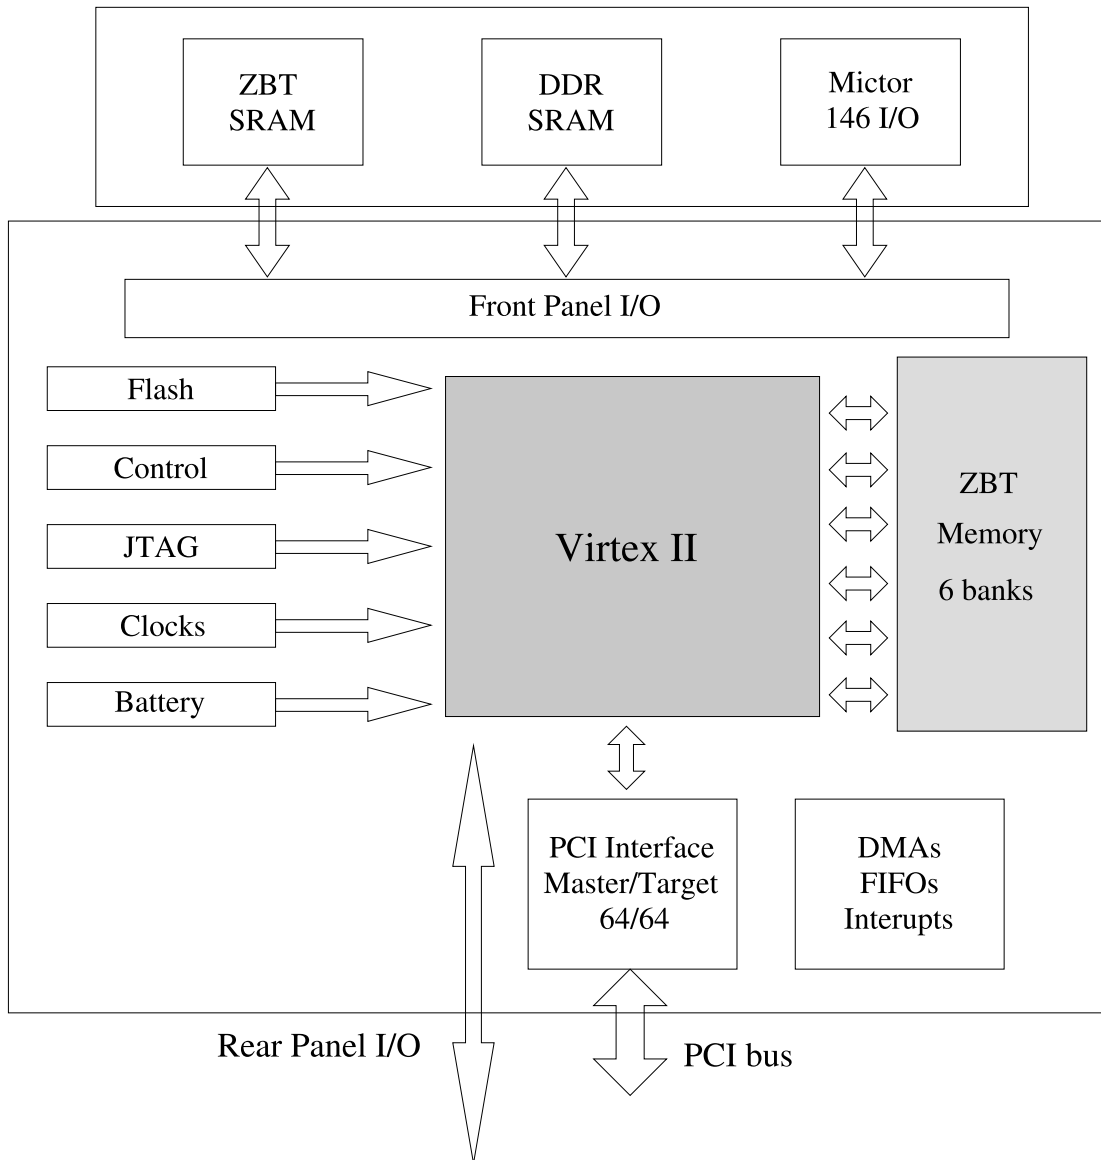 ZBT
SRAM
DDR
SRAM
Mictor
146 I/O
Front Panel I/O
Flash
Control
JTAG
Clocks
Battery
Virtex II
ZBT
Memory
6 banks
PCI Interface
Master/Target
64/64
DMAs
FIFOs
Interupts
Rear Panel I/O
PCI bus